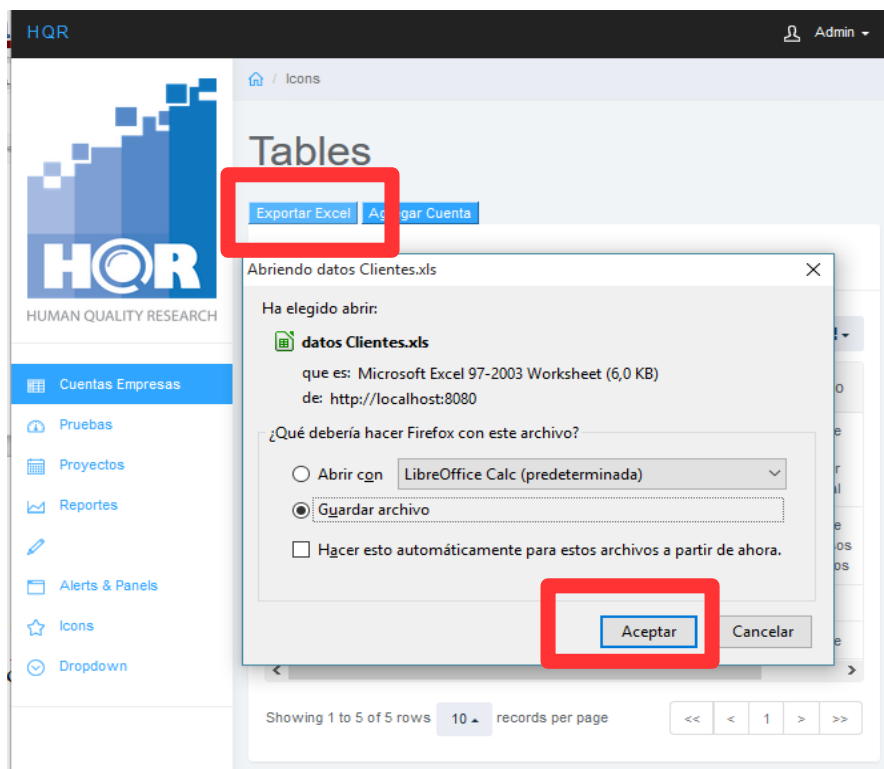 HQR
Admin
/ Icons
Tables
Exportar Excel
Agregar Cuenta
HQR
HUMAN QUALITY RESEARCH
Cuentas Empresas
Pruebas
Proyectos
Reportes
Alerts & Panels
Icons
Dropdown
Abriendo datos Clientes.xls
Ha elegido abrir:
datos Clientes.xls
que es: Microsoft Excel 97-2003 Worksheet (6,0 KB)
de: http://localhost:8080
¿Qué debería hacer Firefox con este archivo?
Abrir con LibreOffice Calc (predeterminada)
Guardar archivo
Hacer esto automáticamente para estos archivos a partir de ahora.
Aceptar Cancelar
Showing 1 to 5 of 5 rows 10 records per page << < 1 > >>